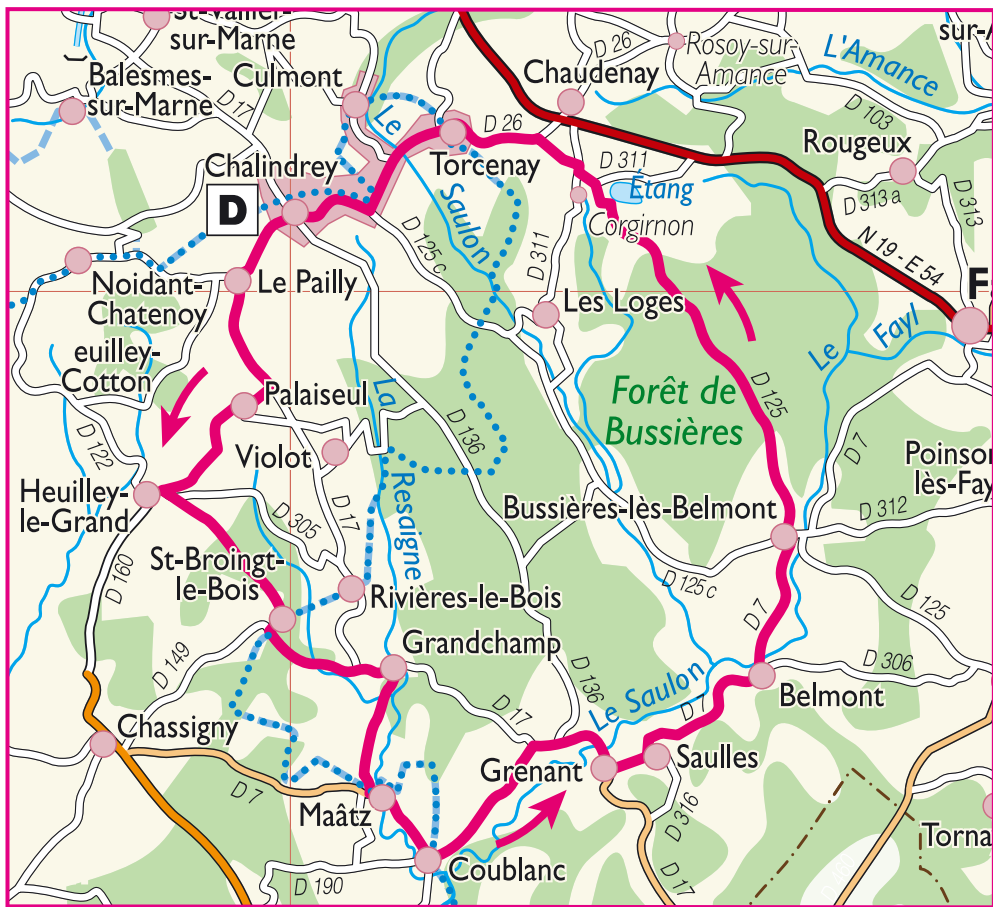 sur-Marne
Balesmes-
sur-Marne
Culmont
D 17
Le
Saulon
D 26
Chaudenay
D 26
Rosoy-sur-
Amance
L'Amance
D 103
Rougeux
D 313a
D 313
N 19 - E 54
Chalindrey
D
Torcenay
D 311
Étang
Corgirnon
D 125 c
D 311
Noidant-
Chatenoy
Le Pailly
Les Loges
Le
Fayl
euilley-
Cotton
Palaiseul
La
Resaigne
D 136
Forêt de
Bussières
D 125
D 7
D 122
Violot
Poinson
lès-Fay
Heuilley-
le-Grand
D 305
D 17
Bussières-lès-Belmont
D 312
D 160
St-Broingt-
le-Bois
Rivières-le-Bois
D 125 c
D 125
D 7
D 149
Grandchamp
D 306
Belmont
Le Saulon
D 7
D 136
D 17
Chassigny
Grenant
Saulles
D 7
Maâtz
D 316
Coublanc
D 190
D 17
Torna